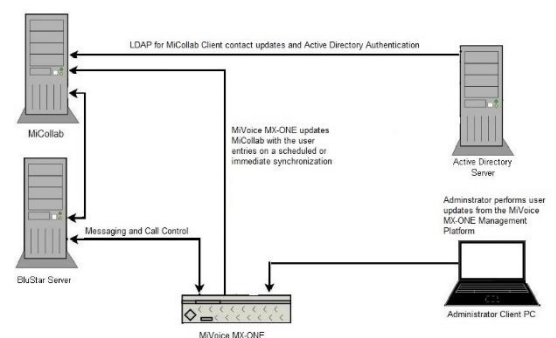 LDAP for MiCollab Client contact updates and Active Directory Authentication
MiCollab
MiVoice MX-ONE updates
MiCollab with the user
entries on a scheduled or
immediate synchronization
Active Directory
Server
Adminstrator performs user
updates from the MiVoice
MX-ONE Management
Platform
Messaging and Call Control
BluStar Server
Administrator Client PC
MiVoice MX-ONE